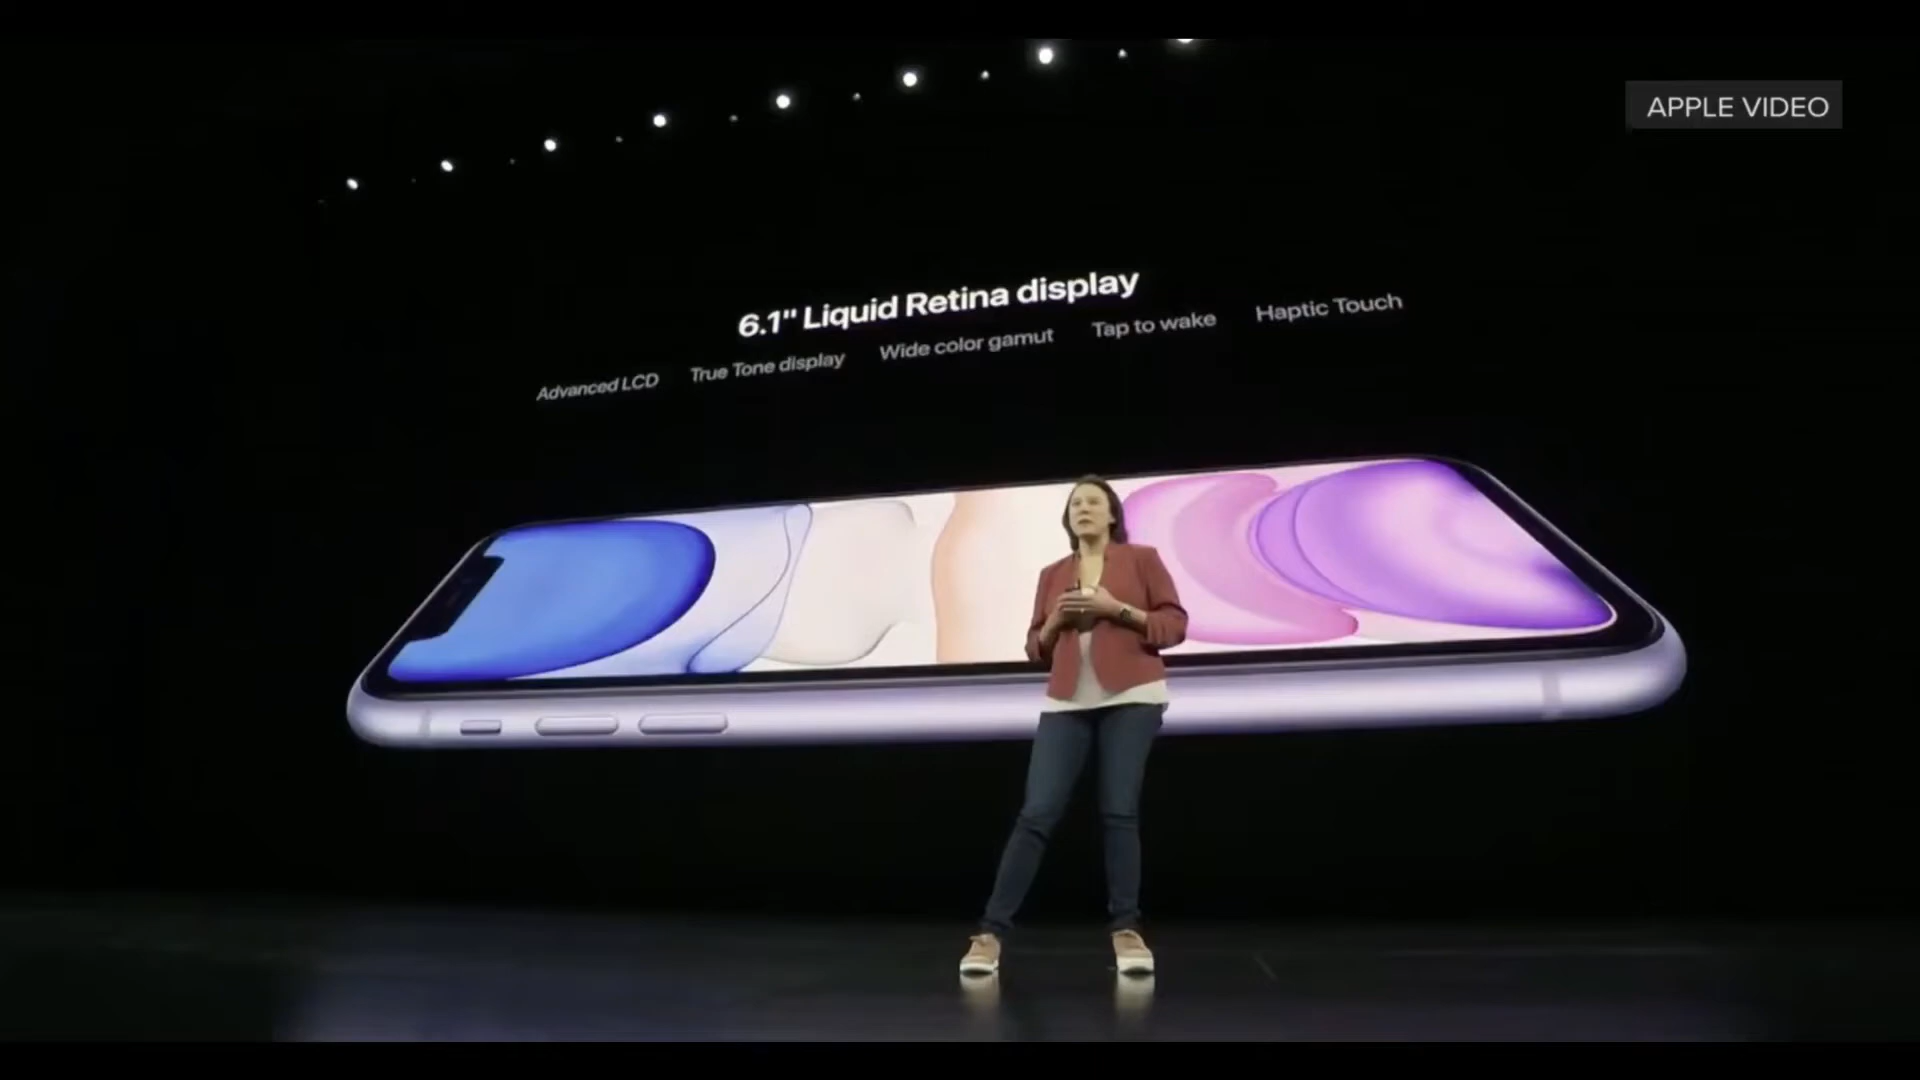 APPLE VIDEO
6.1" Liquid Retina display
Advanced LCD True Tone display Wide color gamut Tap to wake Haptic Touch